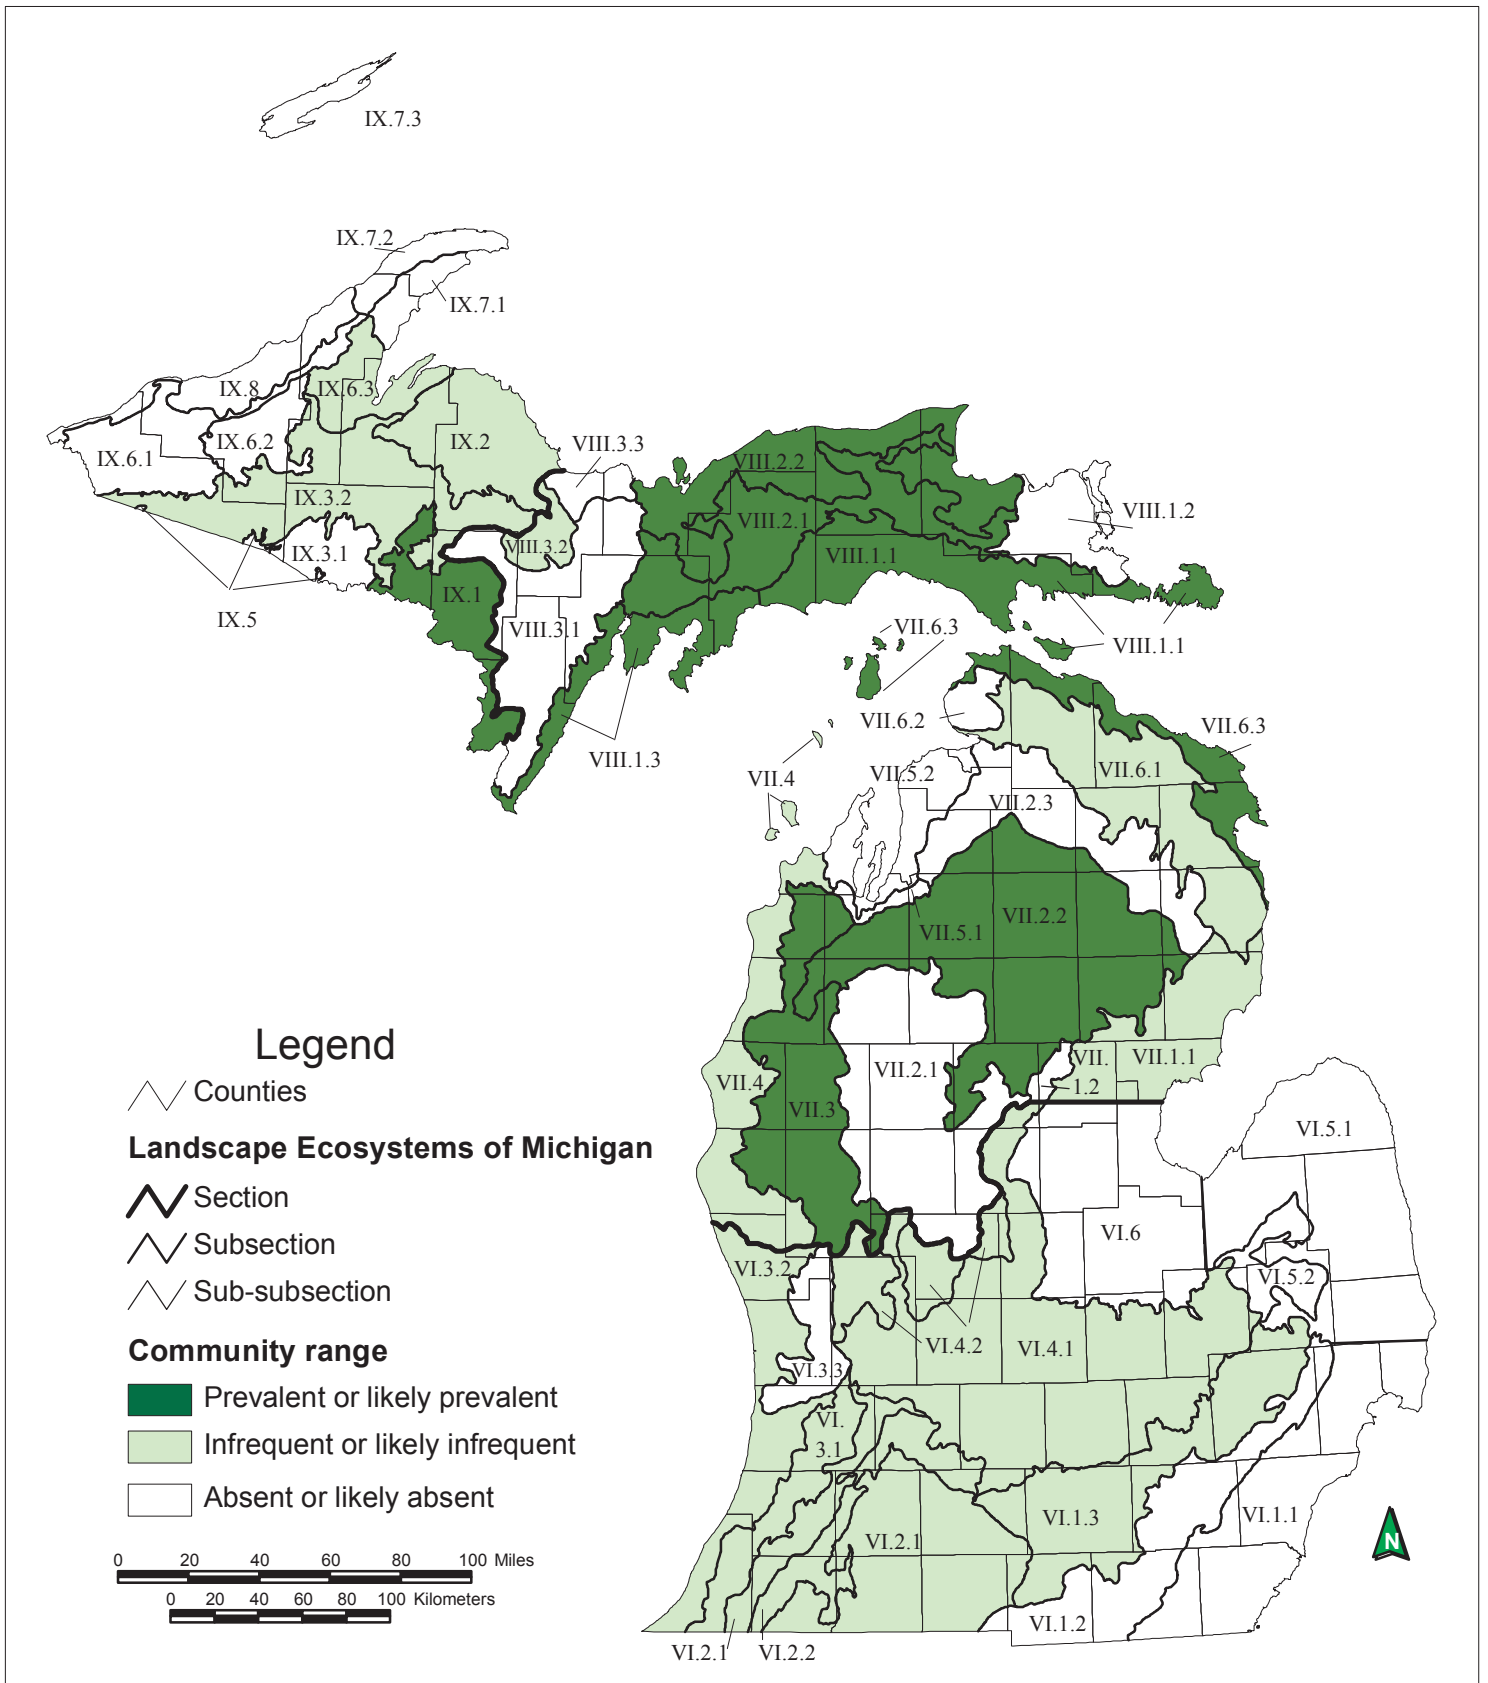 IX.7.3
IX.7.2
IX.7.1
IX.8
IX.6.3
IX.6.2
IX.6.1
IX.2
VIII.3.3
VIII.2.2
IX.3.2
VIII.2.1
VIII.1.2
IX.3.1
VIII.3.2
VIII.1.1
IX.1
IX.5
VIII.3.1
VII.6.3
VIII.1.1
VII.6.2
VII.6.3
VIII.1.3
VII.5.2
VII.6.1
VII.4
VII.2.3
VII.2.2
VII.5.1
VII.4
VII.3
VII.2.1
VII.
1.2
VII.1.1
VI.5.1
VI.6
VI.3.2
VI.5.2
VI.4.2
VI.4.1
VI.3.3
VI.
3.1
VI.2.1
VI.1.3
VI.1.1
VI.1.2
VI.2.1
VI.2.2
Legend
Counties
Landscape Ecosystems of Michigan
Section
Subsection
Sub-subsection
Community range
Prevalent or likely prevalent
Infrequent or likely infrequent
Absent or likely absent
0 20 40 60 80 100 Miles
0 20 40 60 80 100 Kilometers
N